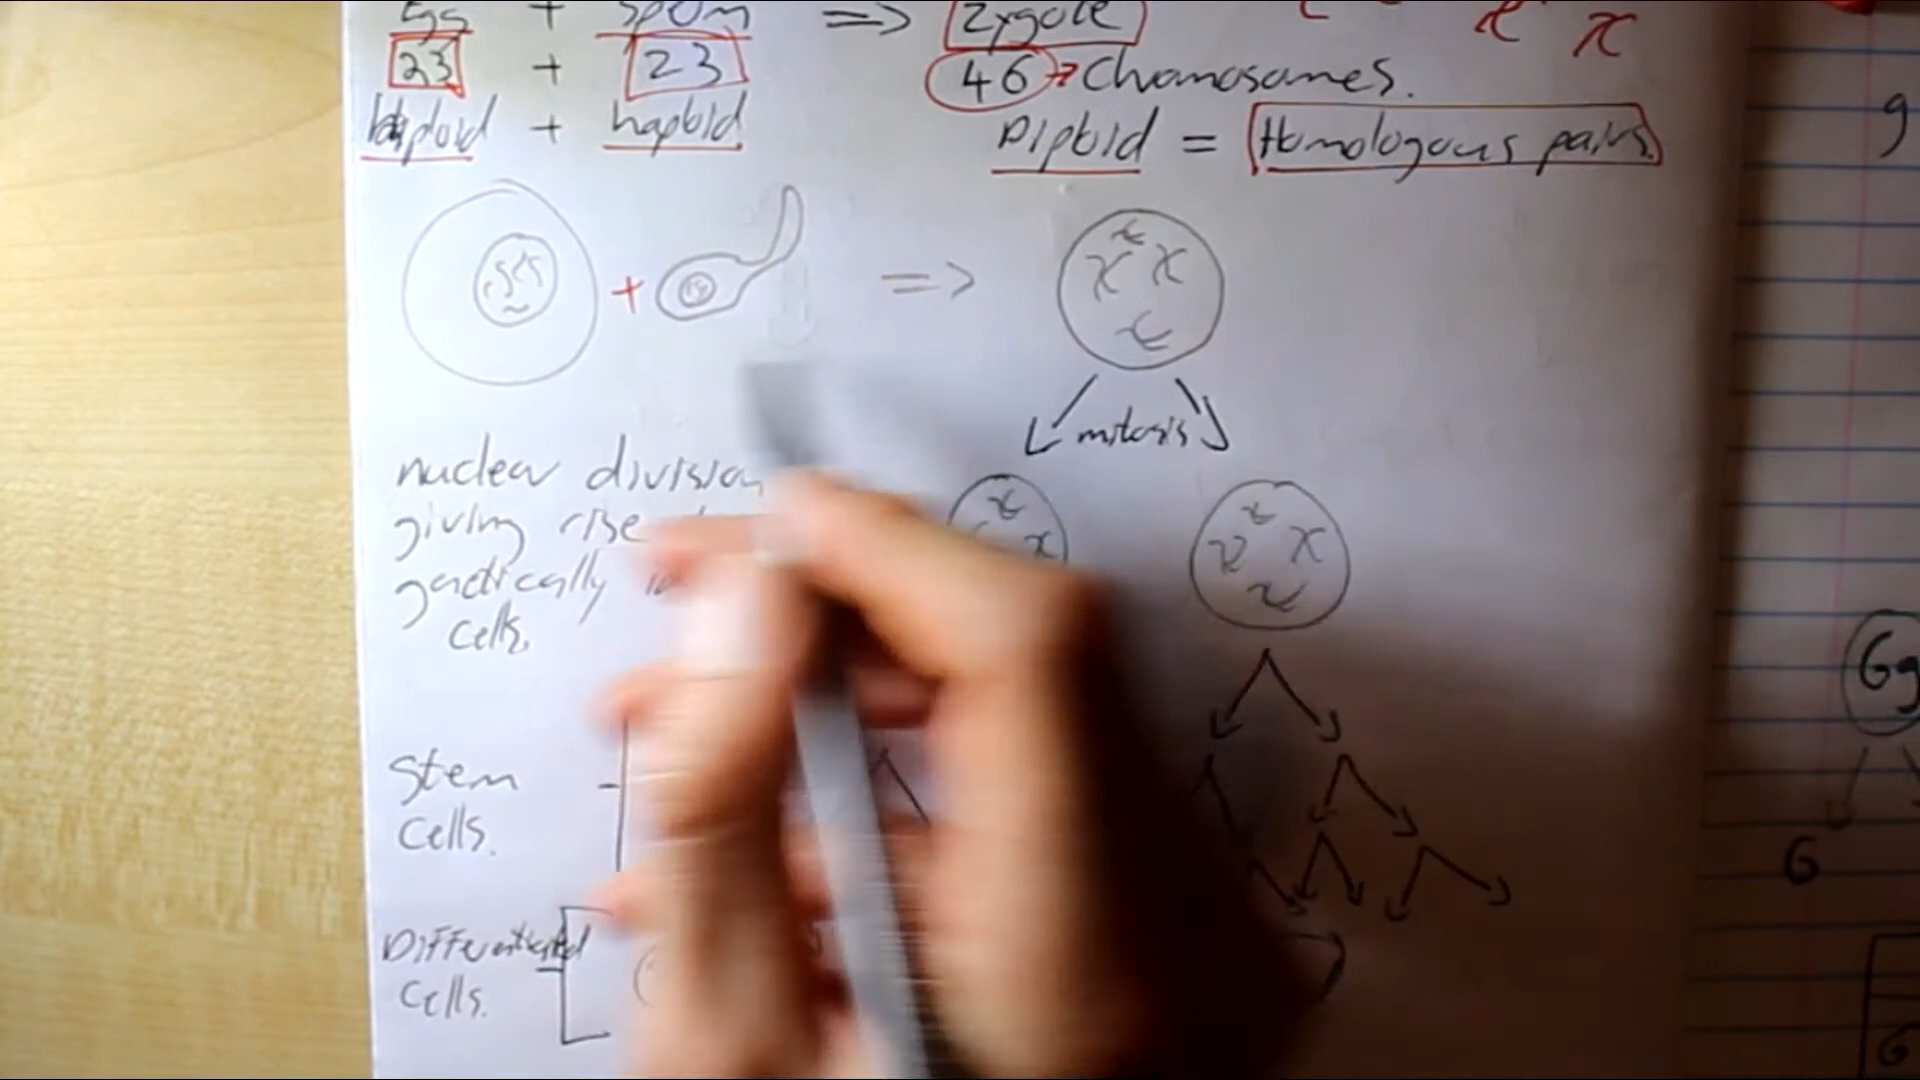 Egg + Sperm => Zygote
23 + 23 46 → Chomosomes.
haploid + haploid Diploid = Homologous pairs.
+ =>
mitosis
nuclear division
giving rise
genetically
cells.
Stem
cells.
Differentiated
cells.
g
Gg
G
G